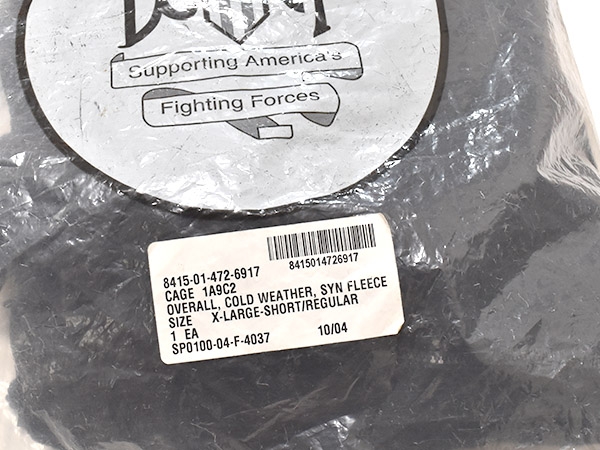 Supporting America's
Fighting Forces
8415-01-472-6917
8415014726917
CAGE 1A9C2
OVERALL, COLD WEATHER, SYN FLEECE
SIZE X-LARGE-SHORT/REGULAR
1 EA 10/04
SP0100-04-F-4037